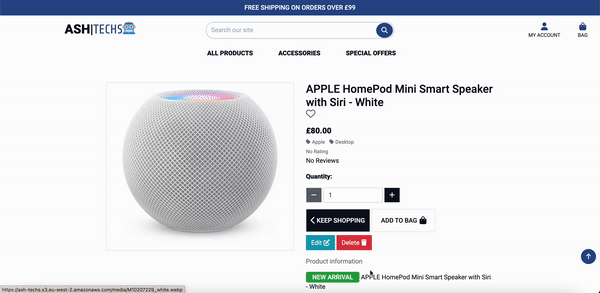 FREE SHIPPING ON ORDERS OVER £99
ASH|TECHS
Search our site
MY ACCOUNT
BAG
ALL PRODUCTS
ACCESSORIES
SPECIAL OFFERS
APPLE HomePod Mini Smart Speaker
with Siri - White
£80.00
Apple Desktop
No Rating
No Reviews
Quantity:
− 1 +
KEEP SHOPPING
ADD TO BAG
Edit
Delete
Product information
NEW ARRIVAL APPLE HomePod Mini Smart Speaker with Siri
- White
https://ash-techs.s3.eu-west-2.amazonaws.com/media/M10207229_white.webp